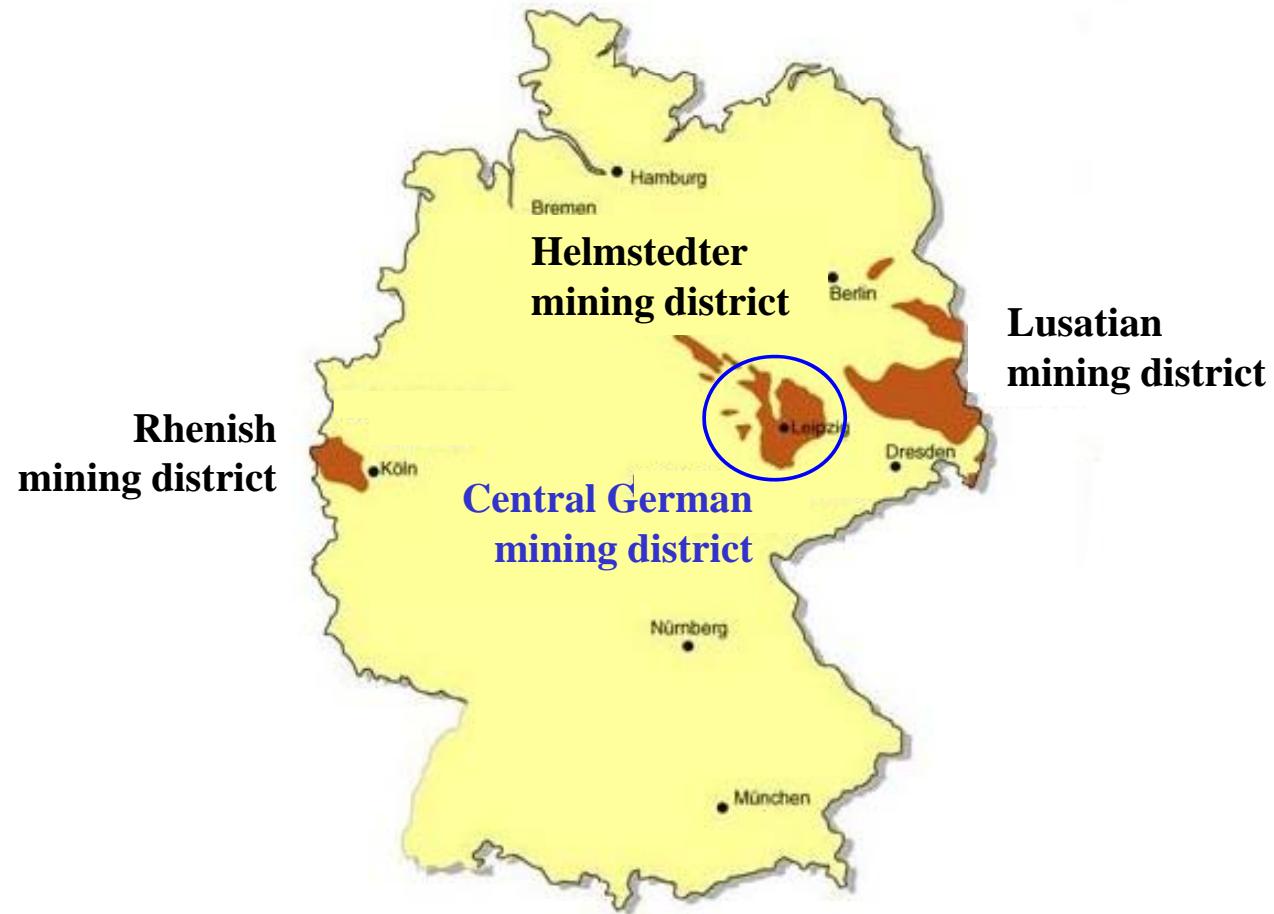 Hamburg
Bremen
Helmstedter
mining district
Berlin
Lusatian
mining district
Leipzig
Rhenish
mining district
Köln
Dresden
Central German
mining district
Nürnberg
München